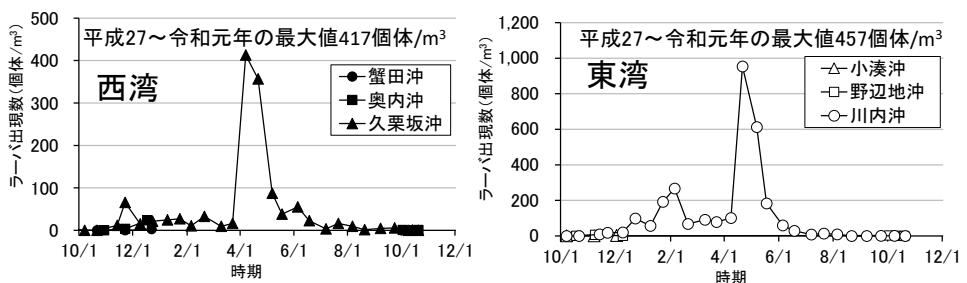 平成27～令和元年の最大値417個体/m³
西湾
蟹田沖
奥内沖
久栗坂沖
ラーバ出現数(個体/m³)
500
400
300
200
100
0
10/1 12/1 2/1 4/1 6/1 8/1 10/1 12/1
時期
平成27～令和元年の最大値457個体/m³
東湾
小湊沖
野辺地沖
川内沖
ラーバ出現数(個体/m³)
1,200
1,000
800
600
400
200
0
10/1 12/1 2/1 4/1 6/1 8/1 10/1 12/1
時期